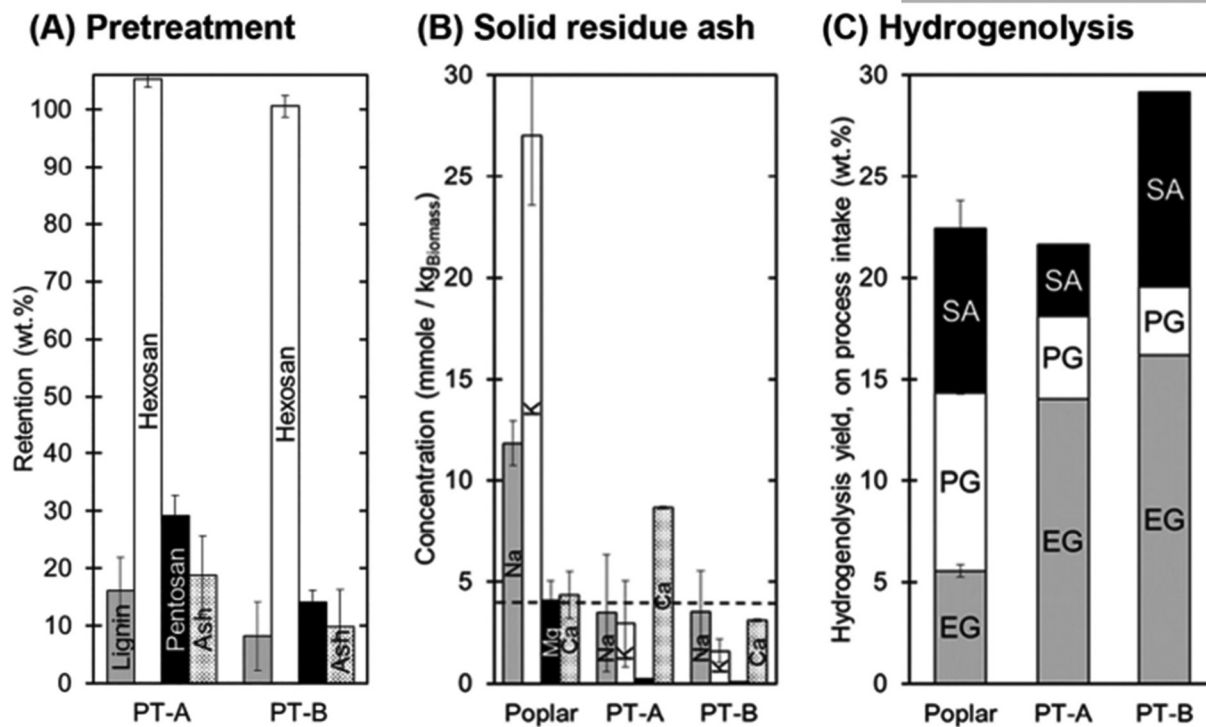 (A) Pretreatment
Retention (wt.%)
100
90
80
70
60
50
40
30
20
10
0
Lignin
Hexosan
Pentosan
Ash
Hexosan
Ash
PT-A
PT-B
(B) Solid residue ash
Concentration (mmole / kgBiomass)
30
25
20
15
10
5
0
Na
K
Mg
Ca
Na
K
Ca
Na
K
Ca
Poplar
PT-A
PT-B
(C) Hydrogenolysis
Hydrogenolysis yield, on process intake (wt.%)
30
25
20
15
10
5
0
SA
PG
EG
SA
PG
EG
SA
PG
EG
Poplar
PT-A
PT-B